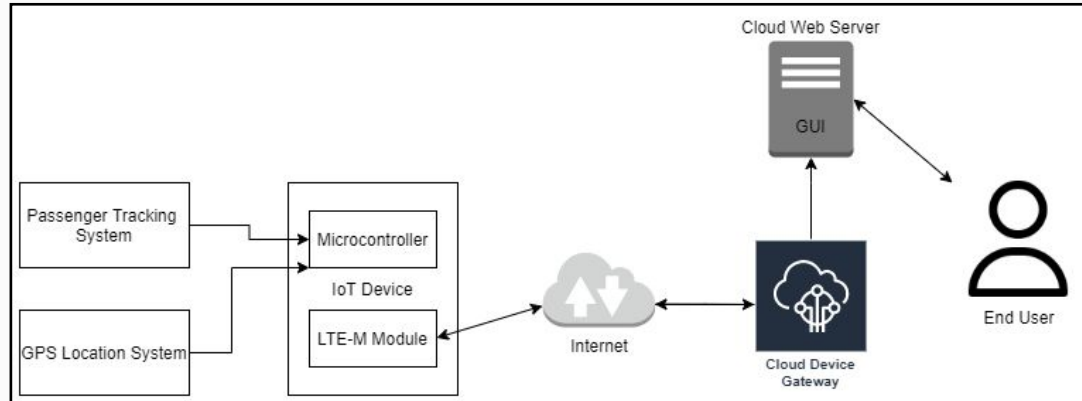 Cloud Web Server
GUI
Passenger Tracking
System
Microcontroller
IoT Device
GPS Location System
LTE-M Module
Internet
Cloud Device
Gateway
End User